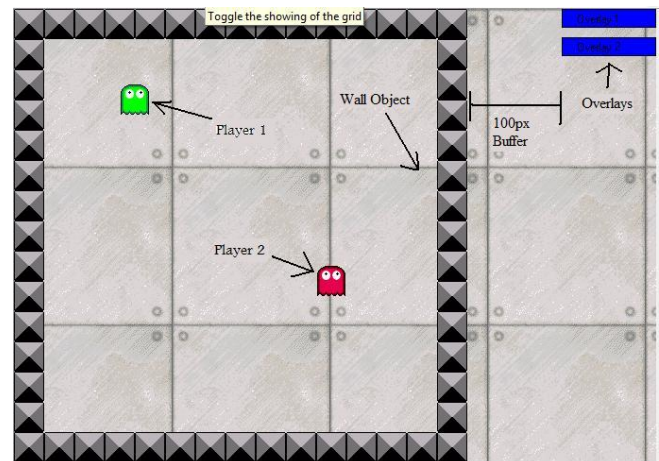 Toggle the showing of the grid
Overlay 1
Overlay 2
Overlays
Wall Object
100px
Buffer
Player 1
Player 2